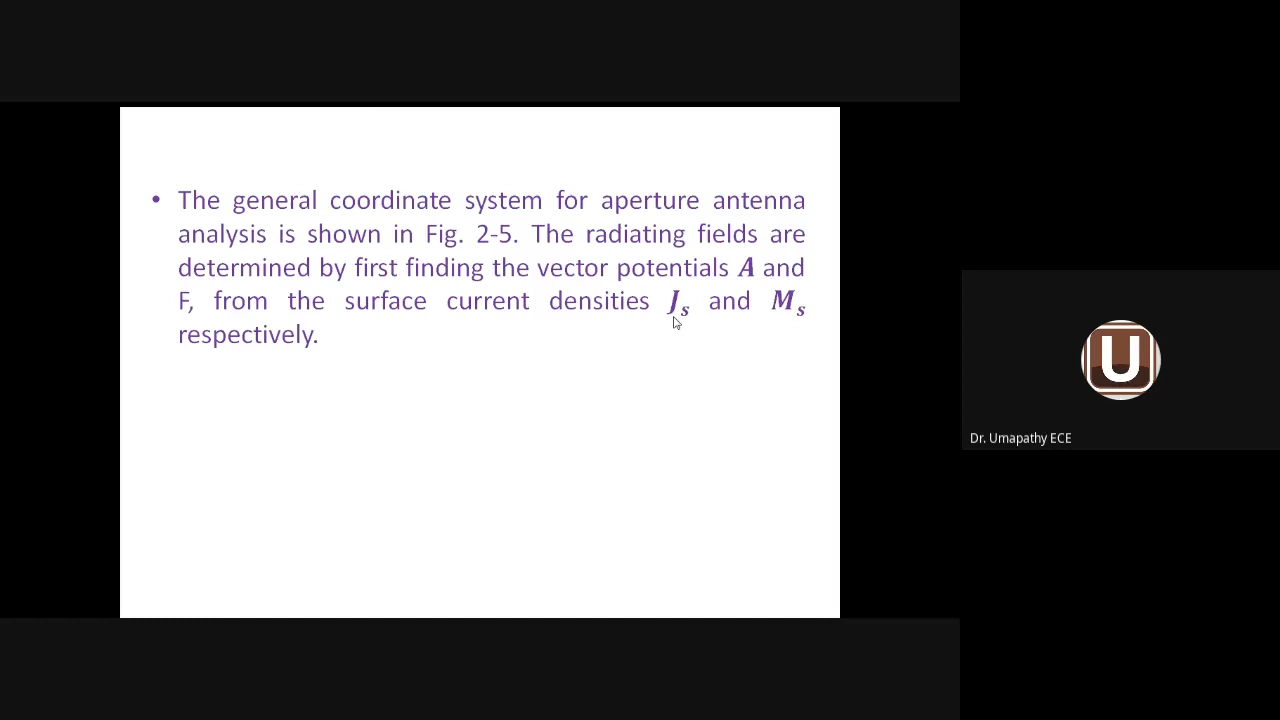 • The general coordinate system for aperture antenna
analysis is shown in Fig. 2-5. The radiating fields are
determined by first finding the vector potentials A and
F, from the surface current densities Js and Ms
respectively.
U
Dr. Umapathy ECE